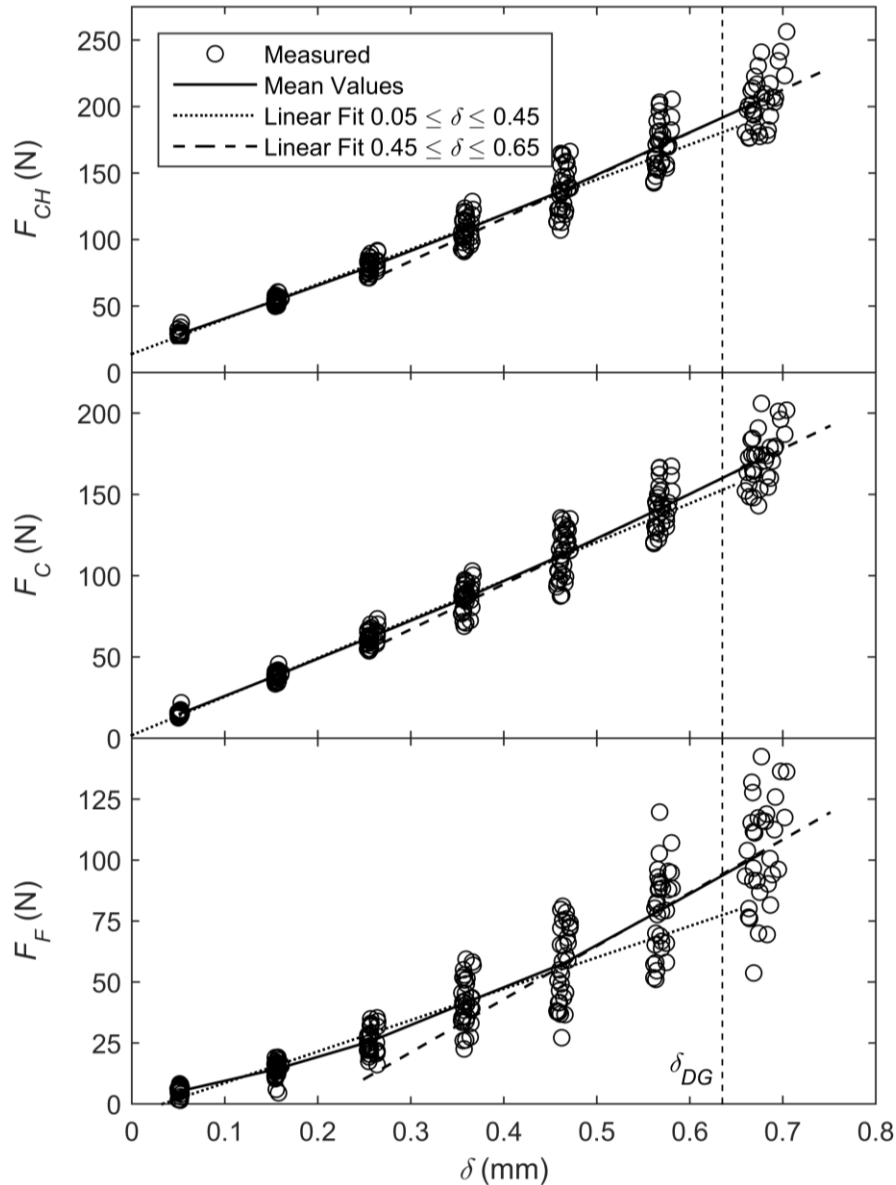 F_CH (N)
250
200
150
100
50
0
Measured
Mean Values
Linear Fit 0.05 ≤ δ ≤ 0.45
Linear Fit 0.45 ≤ δ ≤ 0.65
F_C (N)
200
150
100
50
0
F_F (N)
125
100
75
50
25
0
δ_DG
0 0.1 0.2 0.3 0.4 0.5 0.6 0.7 0.8
δ (mm)